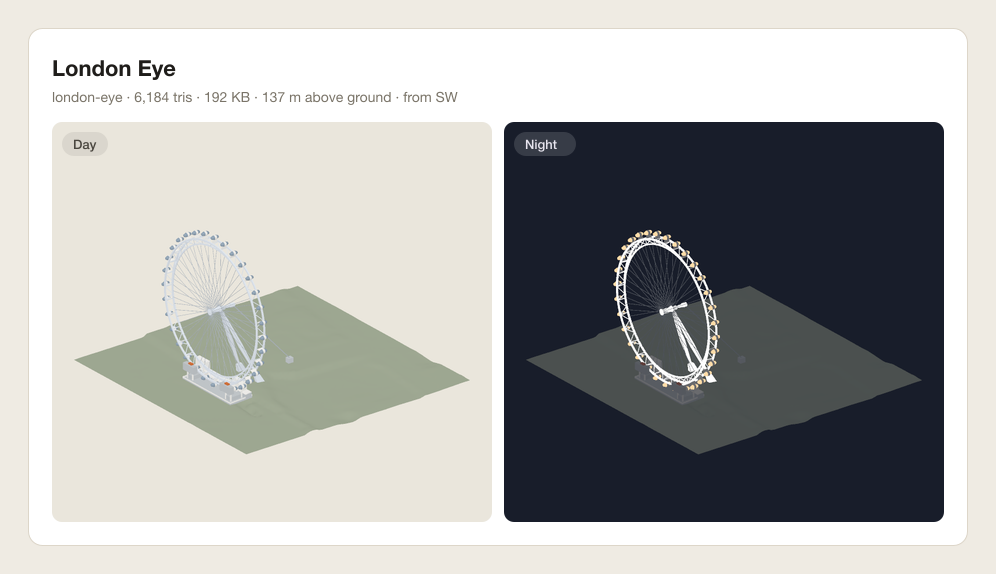 London Eye
london-eye · 6,184 tris · 192 KB · 137 m above ground · from SW
Day
Night